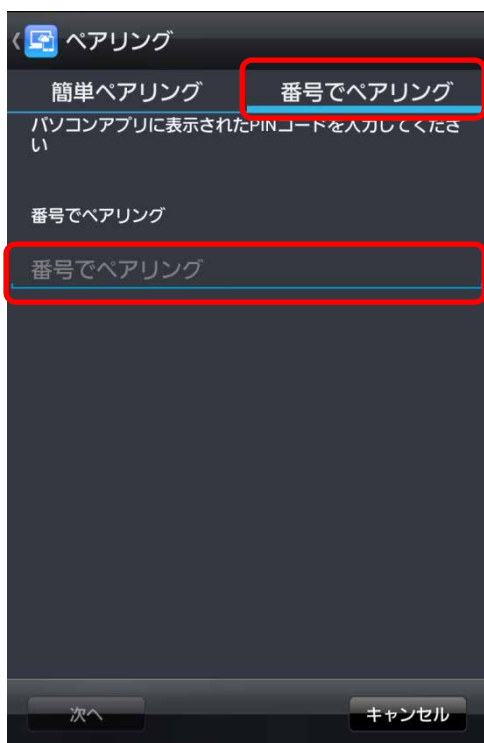 ペアリング
簡単ペアリング 番号でペアリング
パソコンアプリに表示されたPINコードを入力してくださ
い
番号でペアリング
番号でペアリング
次へ キャンセル